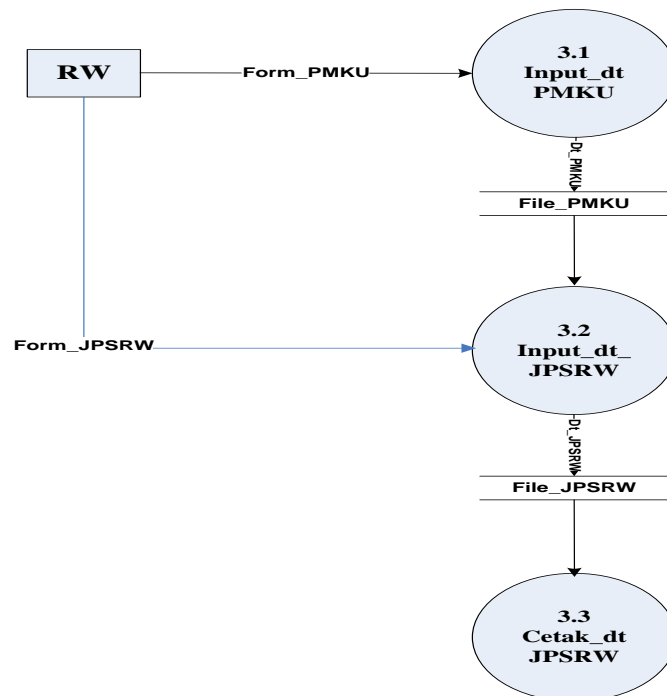 RW
Form_PMKU
3.1
Input_dt
PMKU
Dt_PMKU
File_PMKU
3.2
Input_dt_
JPSRW
Form_JPSRW
Dt_JPSRW
File_JPSRW
3.3
Cetak_dt
JPSRW